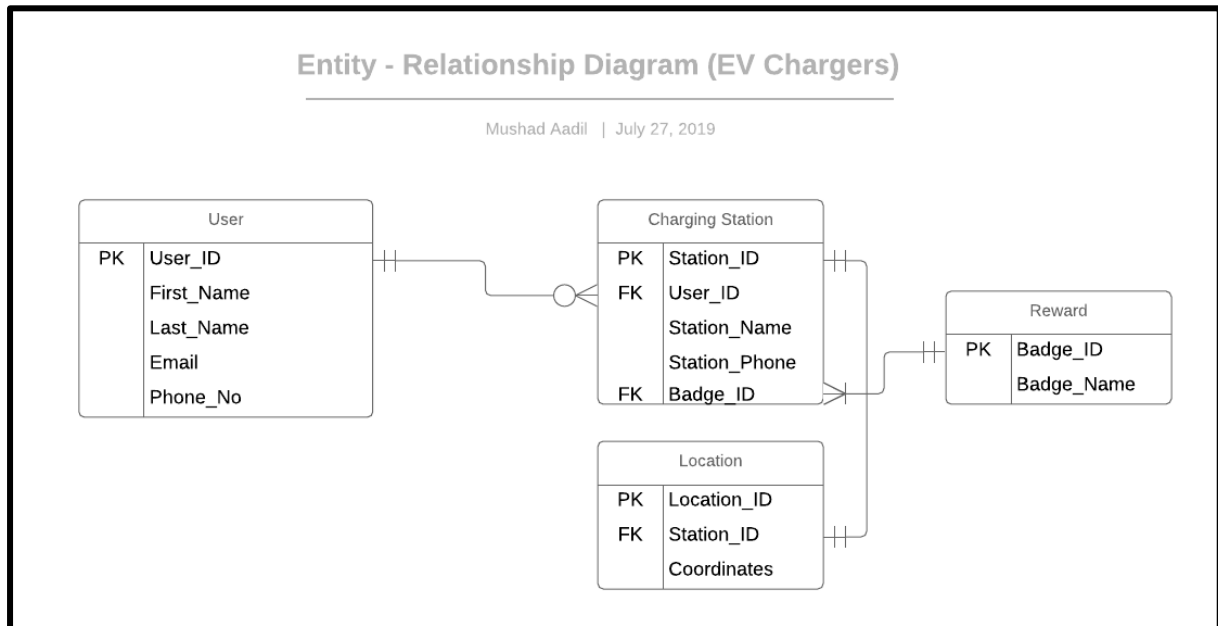 Entity - Relationship Diagram (EV Chargers)
Mushad Aadil | July 27, 2019
User
PK User_ID
First_Name
Last_Name
Email
Phone_No
Charging Station
PK Station_ID
FK User_ID
Station_Name
Station_Phone
FK Badge_ID
Reward
PK Badge_ID
Badge_Name
Location
PK Location_ID
FK Station_ID
Coordinates